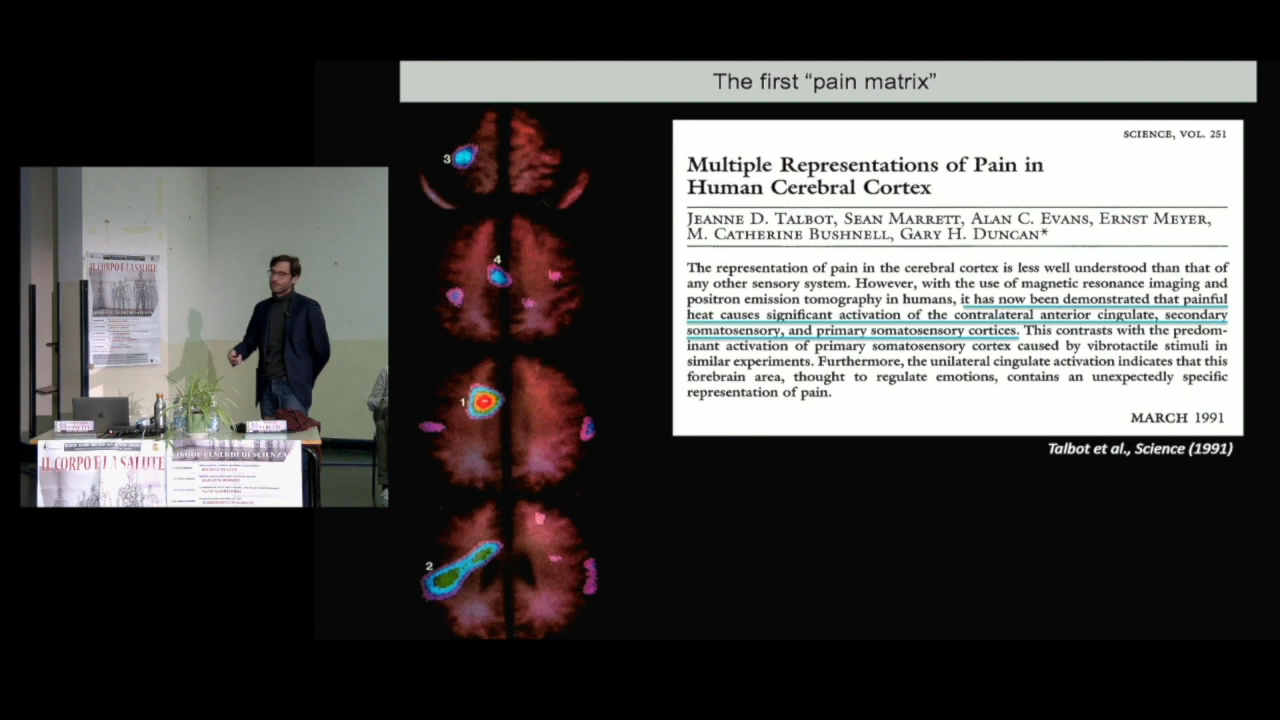 The first “pain matrix”
SCIENCE, VOL. 251
Multiple Representations of Pain in
Human Cerebral Cortex
JEANNE D. TALBOT, SEAN MARRETT, ALAN C. EVANS, ERNST MEYER,
M. CATHERINE BUSHNELL, GARY H. DUNCAN*
The representation of pain in the cerebral cortex is less well understood than that of
any other sensory system. However, with the use of magnetic resonance imaging and
positron emission tomography in humans, it has now been demonstrated that painful
heat causes significant activation of the contralateral anterior cingulate, secondary
somatosensory, and primary somatosensory cortices. This contrasts with the predom-
inant activation of primary somatosensory cortex caused by vibrotactile stimuli in
similar experiments. Furthermore, the unilateral cingulate activation indicates that this
forebrain area, thought to regulate emotions, contains an unexpectedly specific
representation of pain.
MARCH 1991
Talbot et al., Science (1991)
3
4
1
2
IL CORPO E LA SALUTE
IL CORPO E LA SALUTE
CINQUE VENERDÌ DI SCIENZA